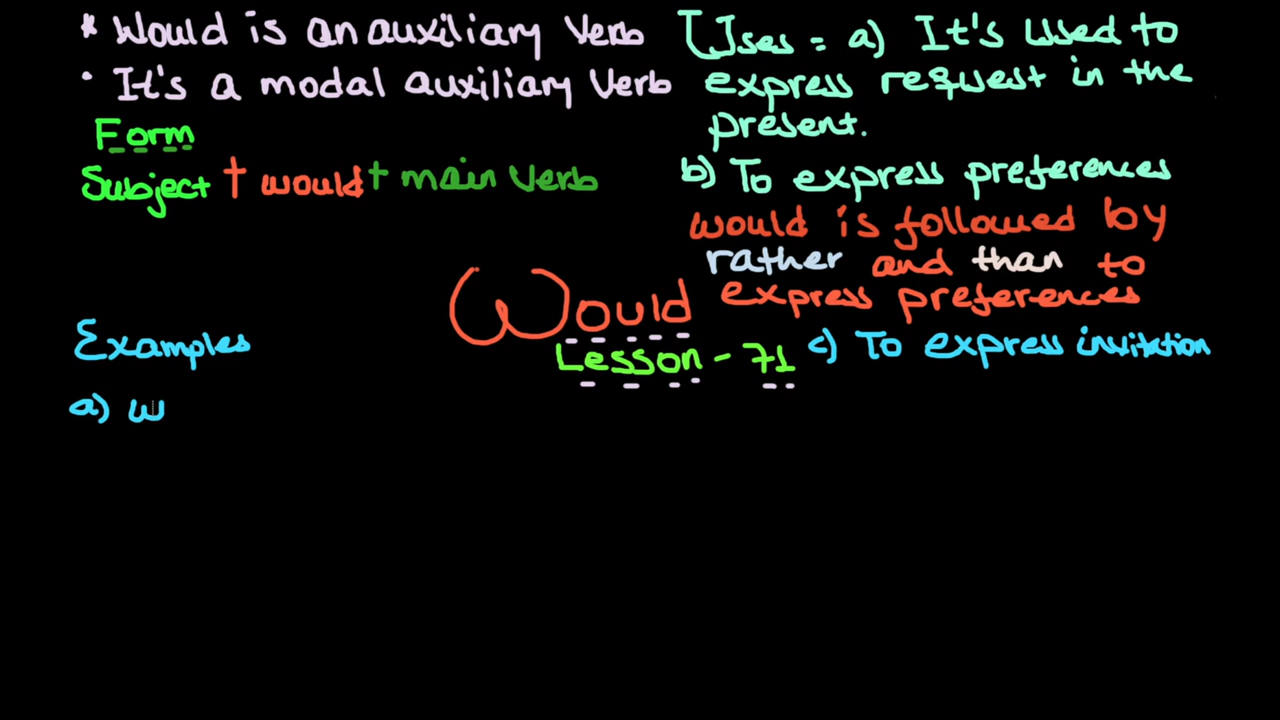 * Would is an auxiliary Verb
• It's a modal auxiliary Verb
Form
Subject + would + main Verb
Uses = a) It's used to
express request in the
present.
b) To express preferences
would is followed by
rather and than to
express preferences
c) To express invitation
Would
Lesson - 71
Examples
a) w